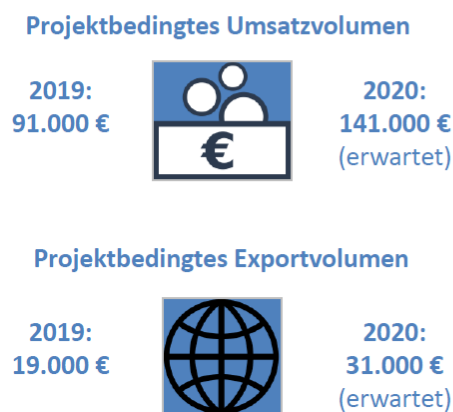 Projektbedingtes Umsatzvolumen
2019:
91.000 €
€
2020:
141.000 €
(erwartet)
Projektbedingtes Exportvolumen
2019:
19.000 €
2020:
31.000 €
(erwartet)